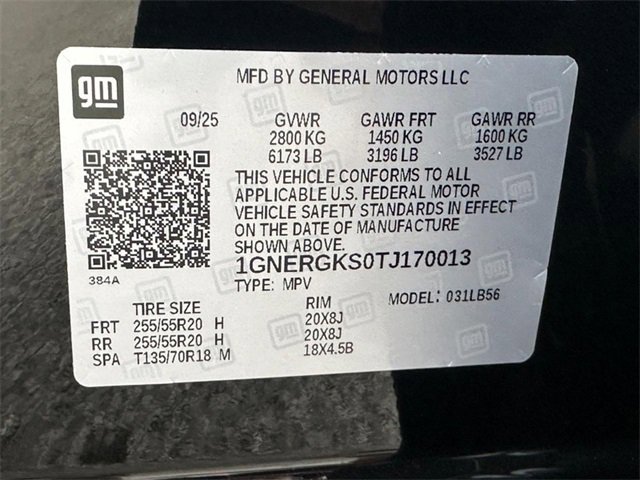 gm
MFD BY GENERAL MOTORS LLC
09/25 GVWR GAWR FRT GAWR RR
2800 KG 1450 KG 1600 KG
6173 LB 3196 LB 3527 LB
THIS VEHICLE CONFORMS TO ALL
APPLICABLE U.S. FEDERAL MOTOR
VEHICLE SAFETY STANDARDS IN EFFECT
ON THE DATE OF MANUFACTURE
SHOWN ABOVE.
384A
1GNERGKS0TJ170013
TYPE: MPV MODEL: 031LB56
TIRE SIZE RIM
FRT 255/55R20 H 20X8J
RR 255/55R20 H 20X8J
SPA T135/70R18 M 18X4.5B